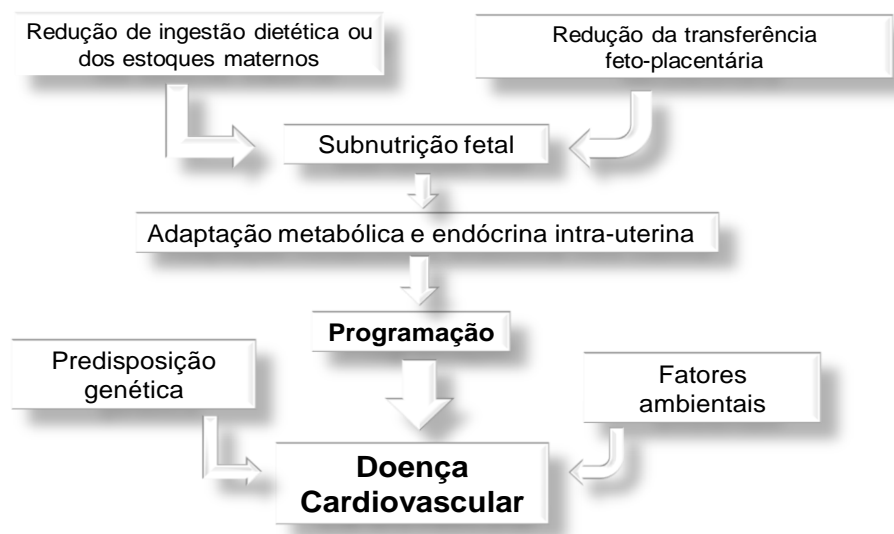 Redução de ingestão dietética ou
dos estoques maternos
Redução da transferência
feto-placentária
Subnutrição fetal
Adaptação metabólica e endócrina intra-uterina
Programação
Predisposição
genética
Fatores
ambientais
Doença
Cardiovascular